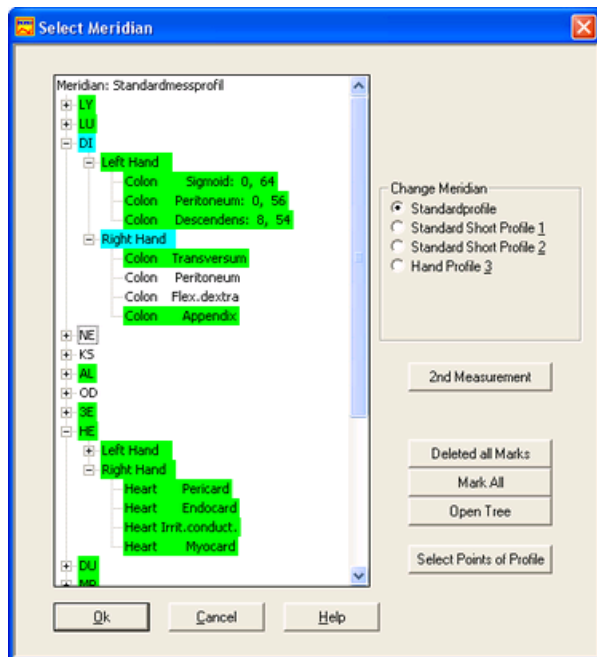 Select Meridian
Meridian: Standardmessprofil
LY
LU
DI
Left Hand
Colon Sigmoid: 0, 64
Colon Peritoneum: 0, 56
Colon Descendens: 8, 54
Right Hand
Colon Transversum
Colon Peritoneum
Colon Flex.dextra
Colon Appendix
NE
KS
AL
OD
3E
HE
Left Hand
Right Hand
Heart Pericard
Heart Endocard
Heart Irrit.conduct.
Heart Myocard
DU
Change Meridian
Standardprofile
Standard Short Profile 1
Standard Short Profile 2
Hand Profile 3
2nd Measurement
Deleted all Marks
Mark All
Open Tree
Select Points of Profile
Ok
Cancel
Help